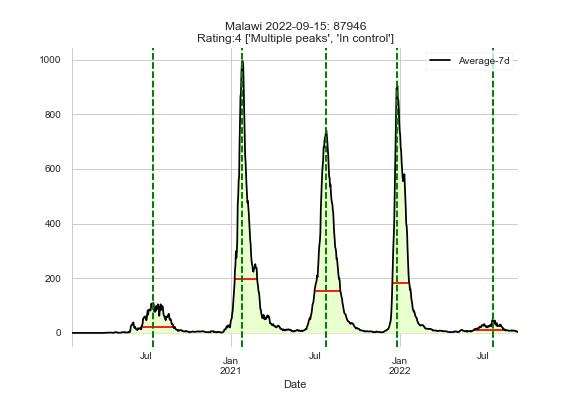 Malawi 2022-09-15: 87946
Rating:4 ['Multiple peaks', 'In control']
Average-7d
1000
800
600
400
200
0
Jul
Jan
2021
Jul
Jan
2022
Jul
Date